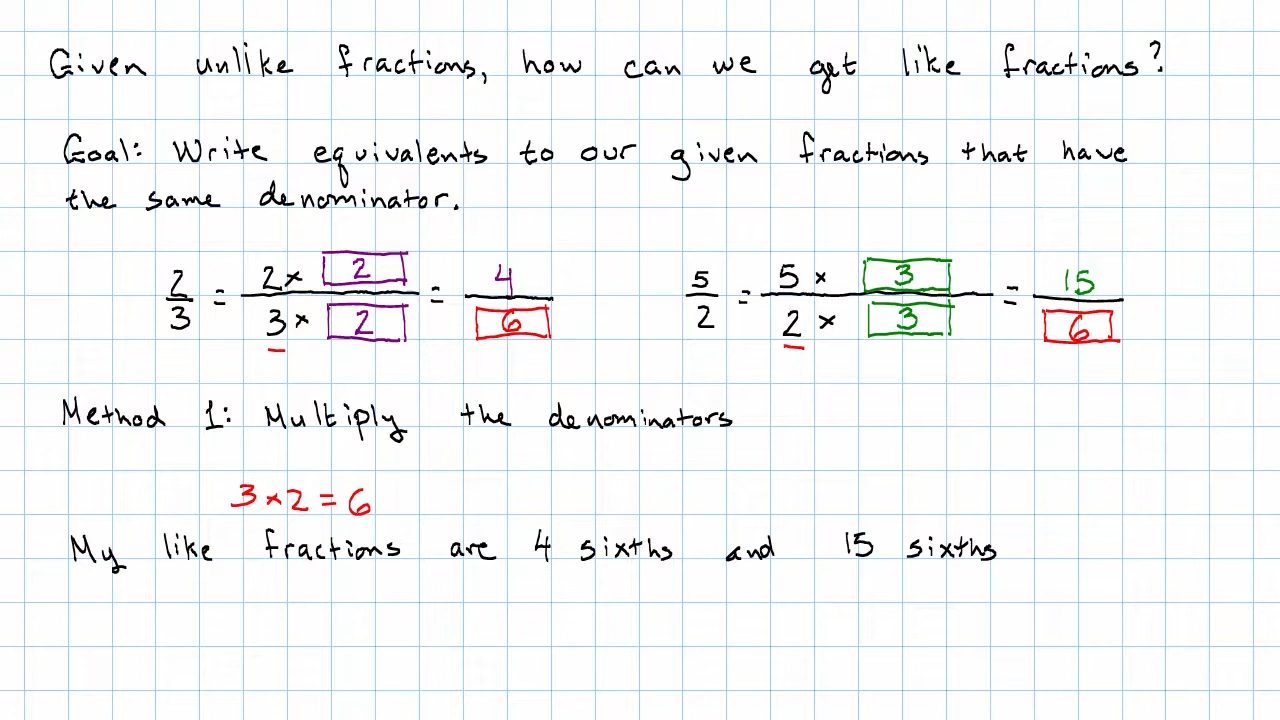 Given unlike fractions, how can we get like fractions?
Goal: Write equivalents to our given fractions that have
the same denominator.
2/3 = (2 × 2)/(3 × 2) = 4/6   5/2 = (5 × 3)/(2 × 3) = 15/6
Method 1: Multiply the denominators
3 × 2 = 6
My like fractions are 4 sixths and 15 sixths